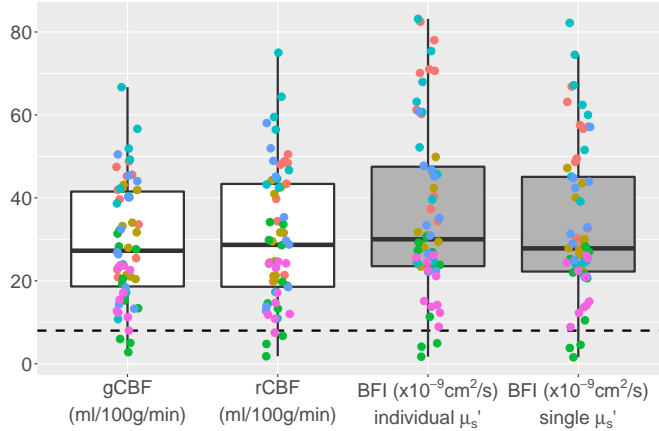 80
60
40
20
0
gCBF
(ml/100g/min)
rCBF
(ml/100g/min)
BFI (x10⁻⁹cm²/s)
individual μₛ'
BFI (x10⁻⁹cm²/s)
single μₛ'